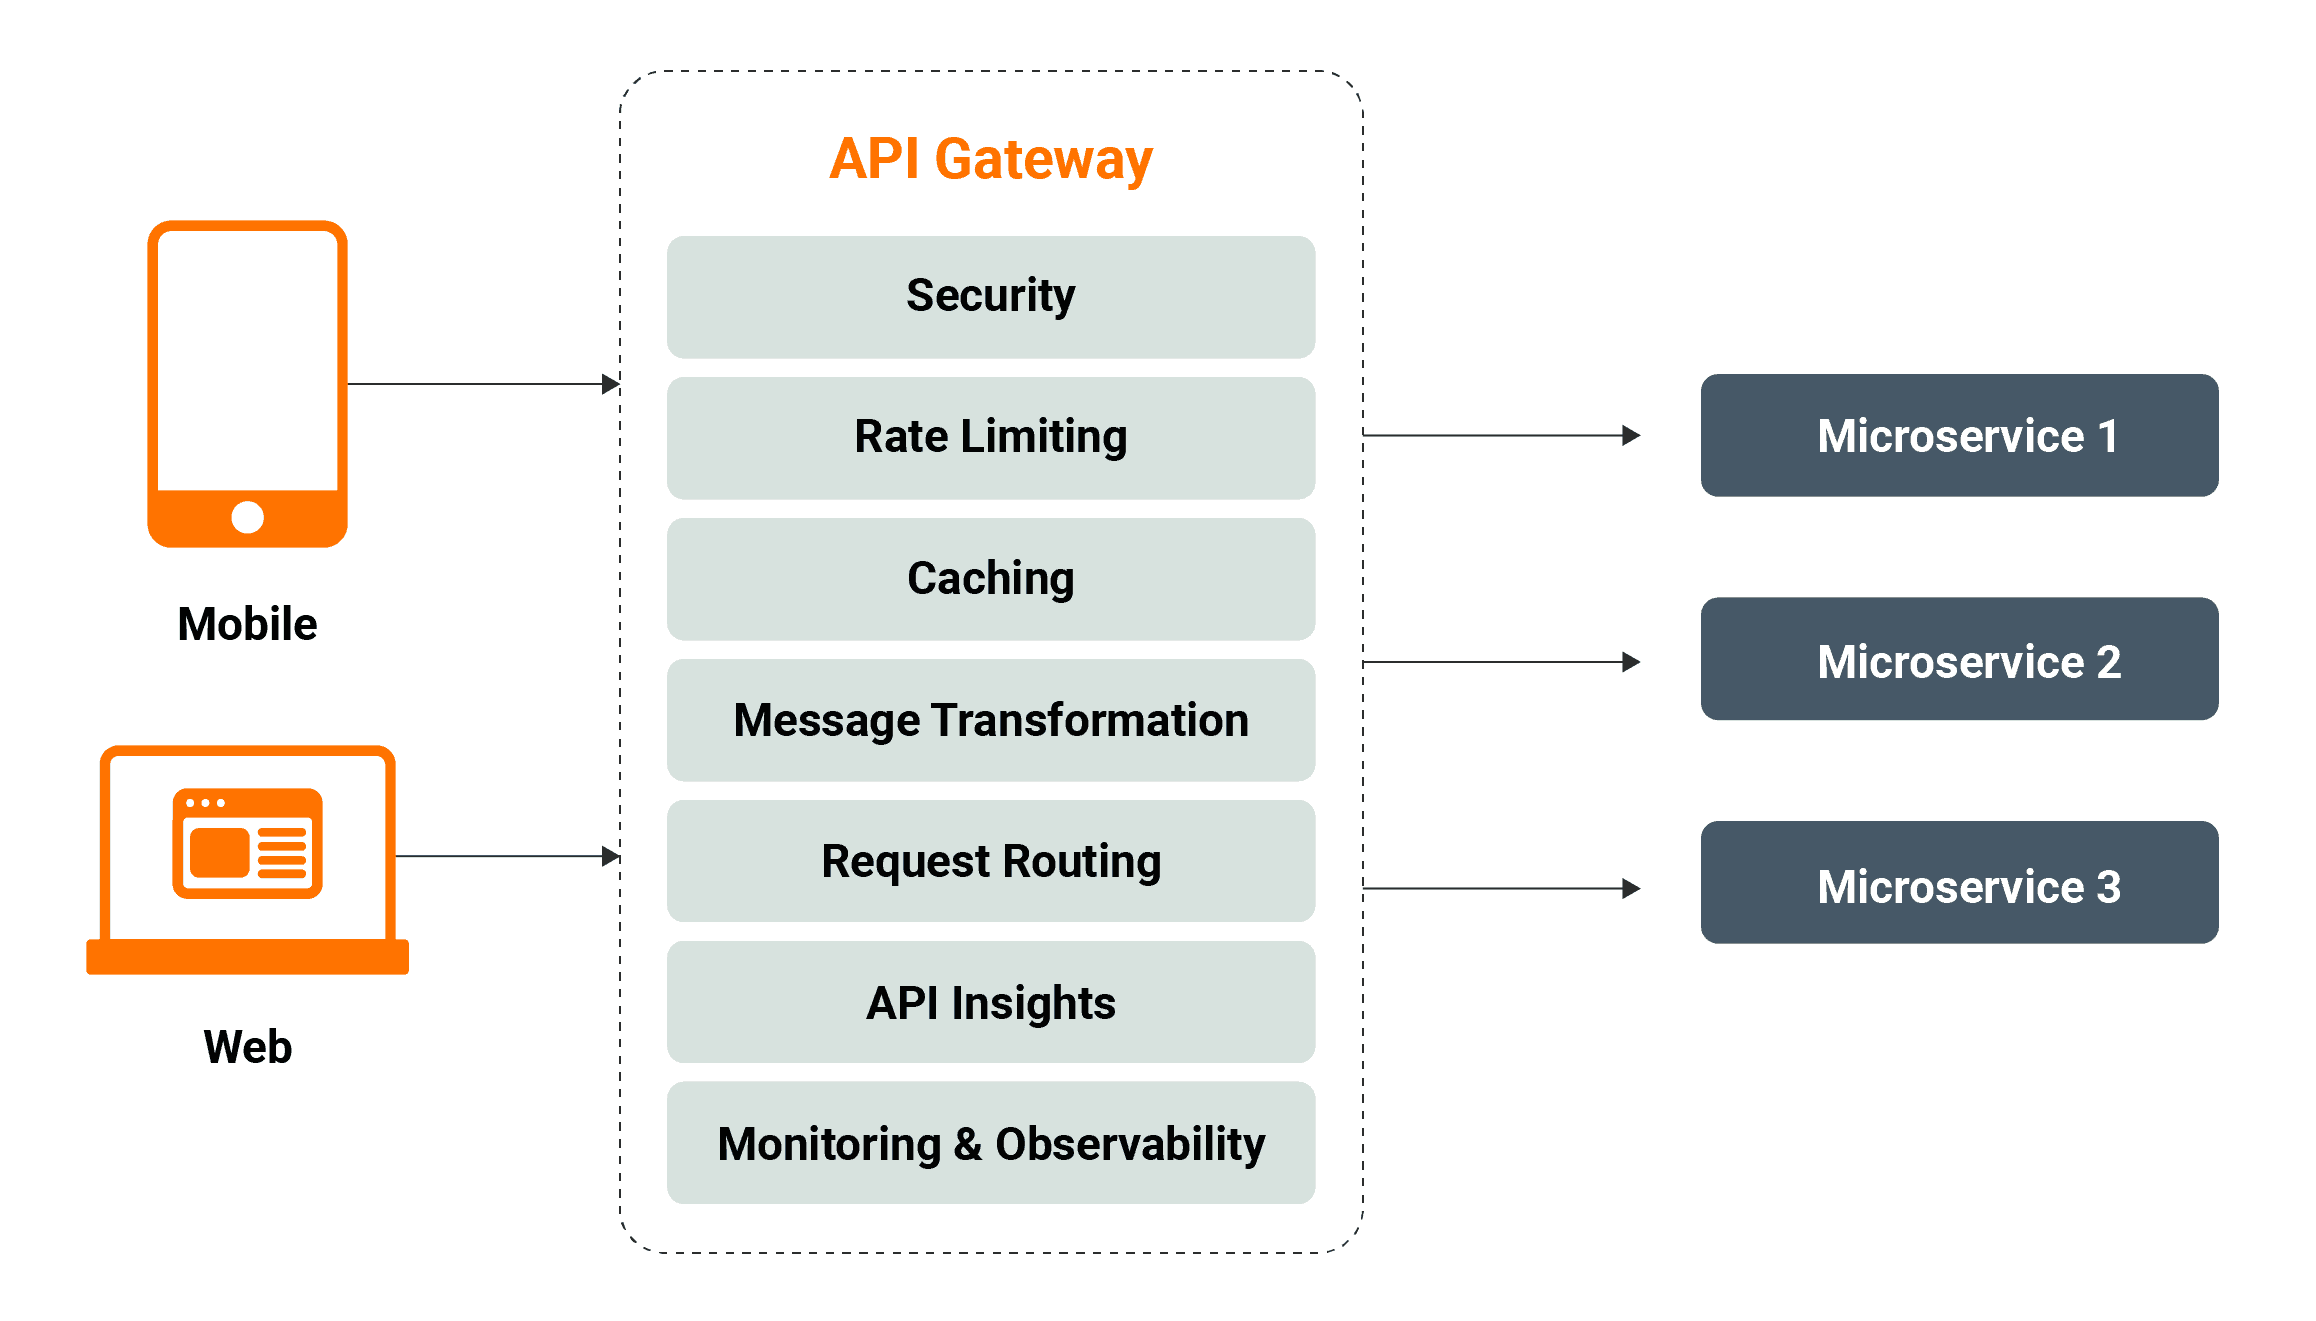 API Gateway
Security
Rate Limiting
Caching
Message Transformation
Request Routing
API Insights
Monitoring & Observability
Mobile
Web
Microservice 1
Microservice 2
Microservice 3